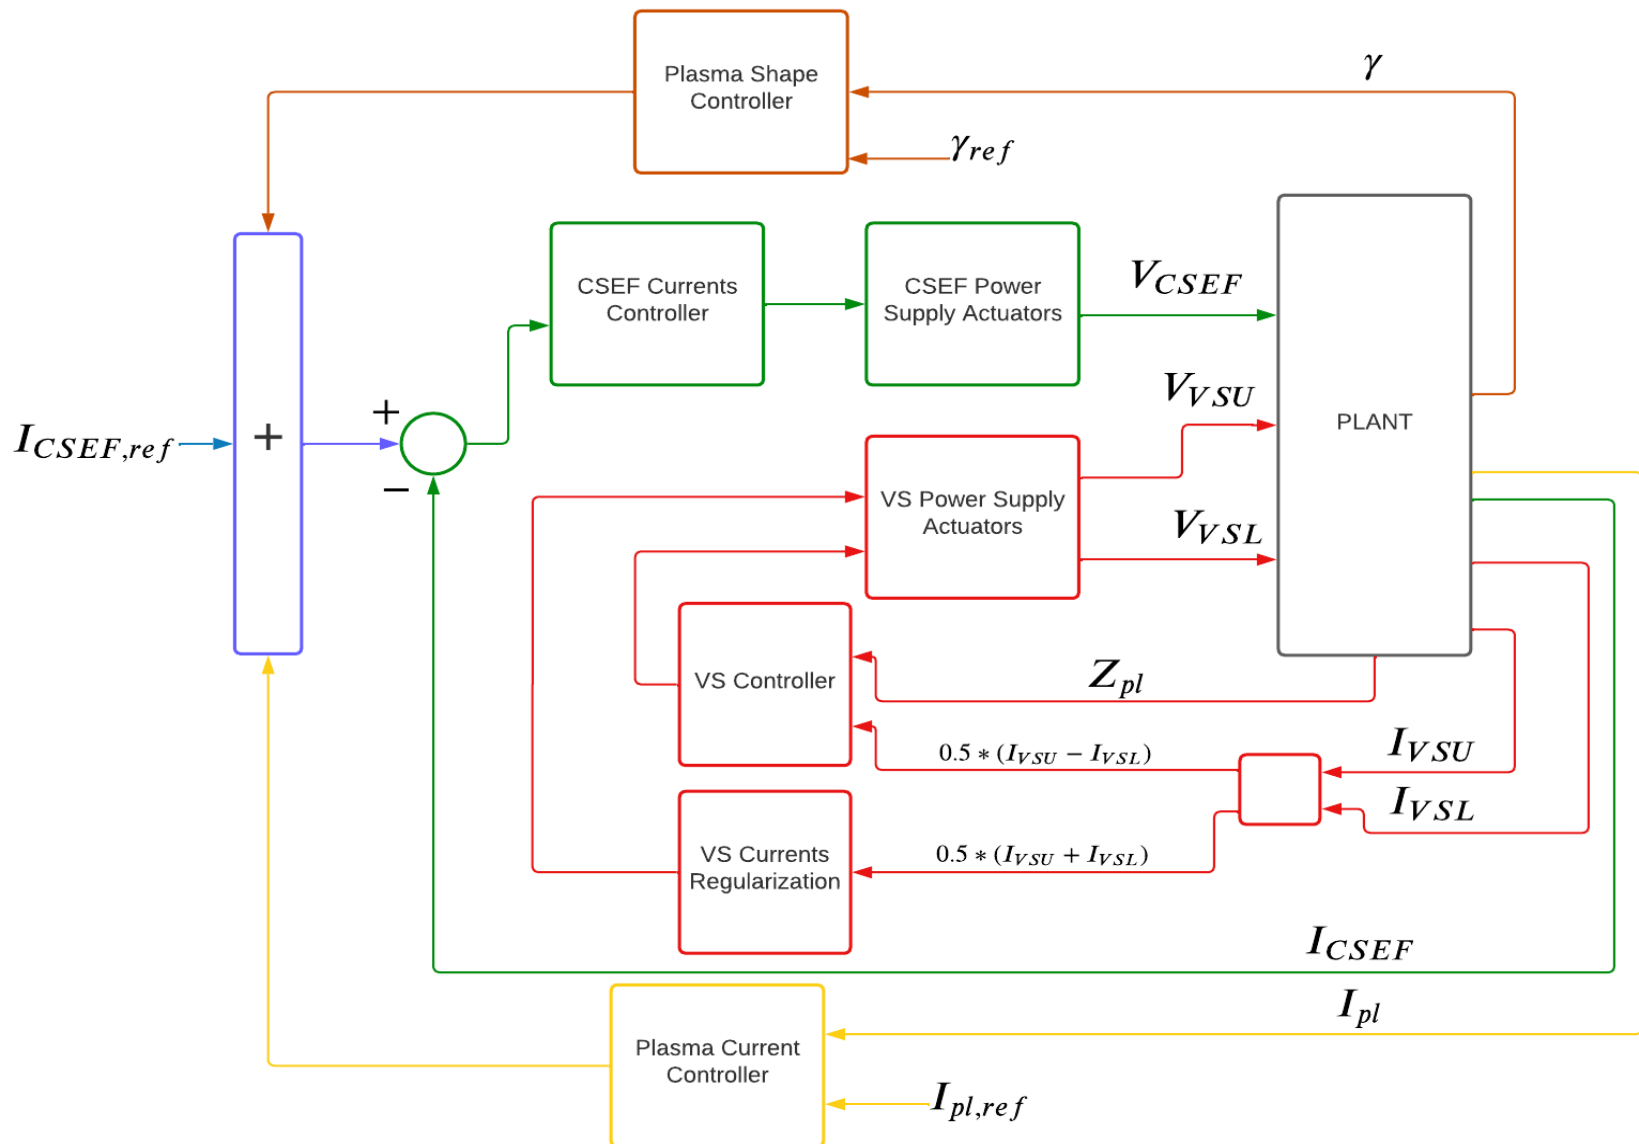 Plasma Shape
Controller
γ
γref
CSEF Currents
Controller
CSEF Power
Supply Actuators
VCSEF
PLANT
VVSU
ICSEF,ref
+
+
−
VS Power Supply
Actuators
VVSL
VS Controller
Zpl
0.5 * (IVSU − IVSL)
IVSU
IVSL
VS Currents
Regularization
0.5 * (IVSU + IVSL)
ICSEF
Ipl
Plasma Current
Controller
Ipl,ref